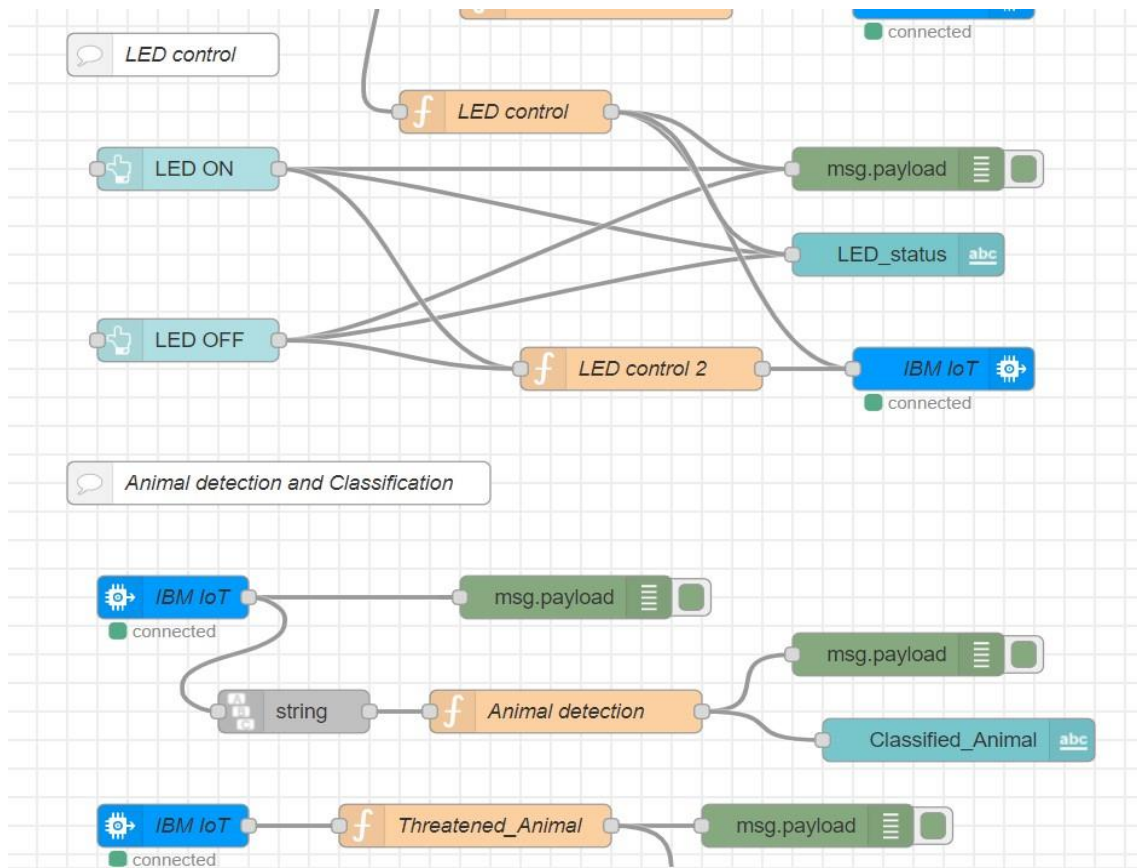 connected
LED control
LED control
LED ON
msg.payload
LED_status
abc
LED OFF
LED control 2
IBM IoT
connected
Animal detection and Classification
IBM IoT
connected
msg.payload
msg.payload
A
B
C
string
Animal detection
Classified_Animal
abc
IBM IoT
connected
Threatened_Animal
msg.payload